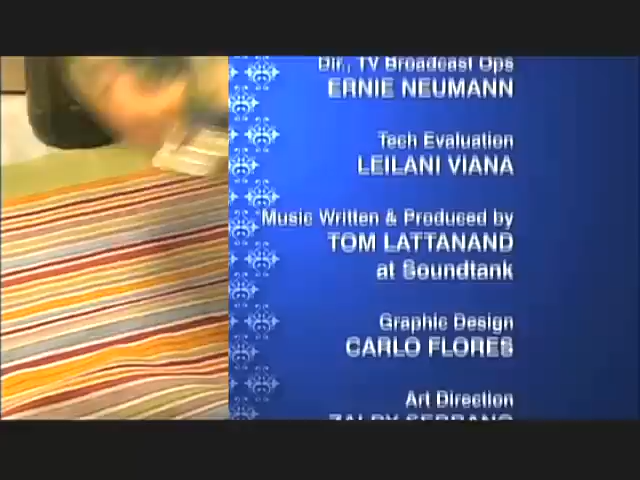 Dir., TV Broadcast Ops
ERNIE NEUMANN
Tech Evaluation
LEILANI VIANA
Music Written & Produced by
TOM LATTANAND
at Soundtank
Graphic Design
CARLO FLORES
Art Direction